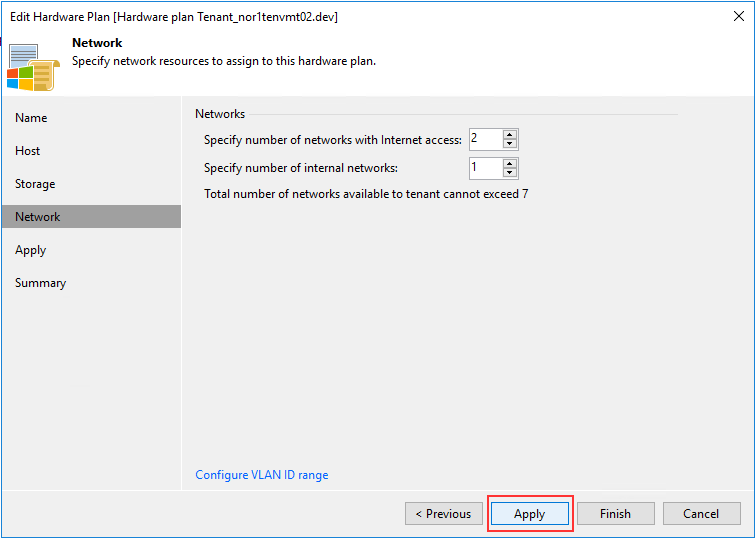 Edit Hardware Plan [Hardware plan Tenant_nor1tenvmt02.dev]
Network
Specify network resources to assign to this hardware plan.
Name
Host
Storage
Network
Apply
Summary
Networks
Specify number of networks with Internet access: 2
Specify number of internal networks: 1
Total number of networks available to tenant cannot exceed 7
Configure VLAN ID range
< Previous
Apply
Finish
Cancel